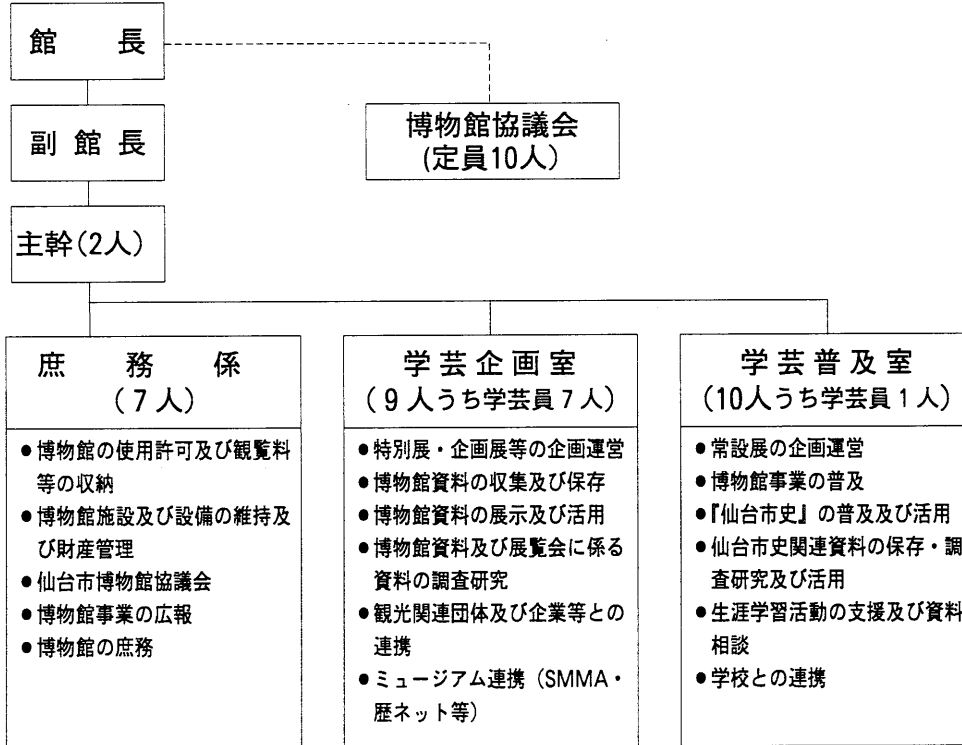 館長
博物館協議会
(定員10人)
副館長
主幹(2人)
庶務係
(7人)
●博物館の使用許可及び観覧料
等の収納
●博物館施設及び設備の維持及
び財産管理
●仙台市博物館協議会
●博物館事業の広報
●博物館の庶務
学芸企画室
(9人うち学芸員7人)
●特別展・企画展等の企画運営
●博物館資料の収集及び保存
●博物館資料の展示及び活用
●博物館資料及び展覧会に係る
資料の調査研究
●観光関連団体及び企業等との
連携
●ミュージアム連携(SMMA・
歴ネット等)
学芸普及室
(10人うち学芸員1人)
●常設展の企画運営
●博物館事業の普及
●『仙台市史』の普及及び活用
●仙台市史関連資料の保存・調
査研究及び活用
●生涯学習活動の支援及び資料
相談
●学校との連携